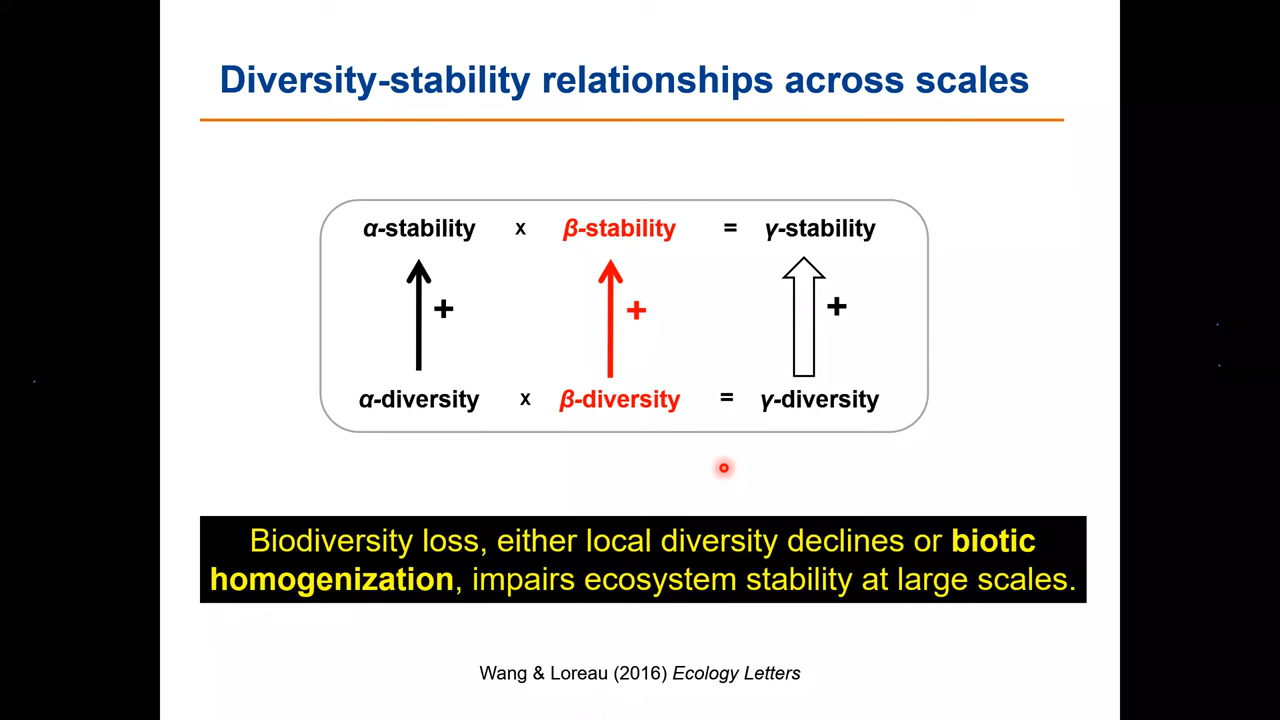 Diversity-stability relationships across scales
α-stability x β-stability = γ-stability
+ + +
α-diversity x β-diversity = γ-diversity
Biodiversity loss, either local diversity declines or biotic
homogenization, impairs ecosystem stability at large scales.
Wang & Loreau (2016) Ecology Letters